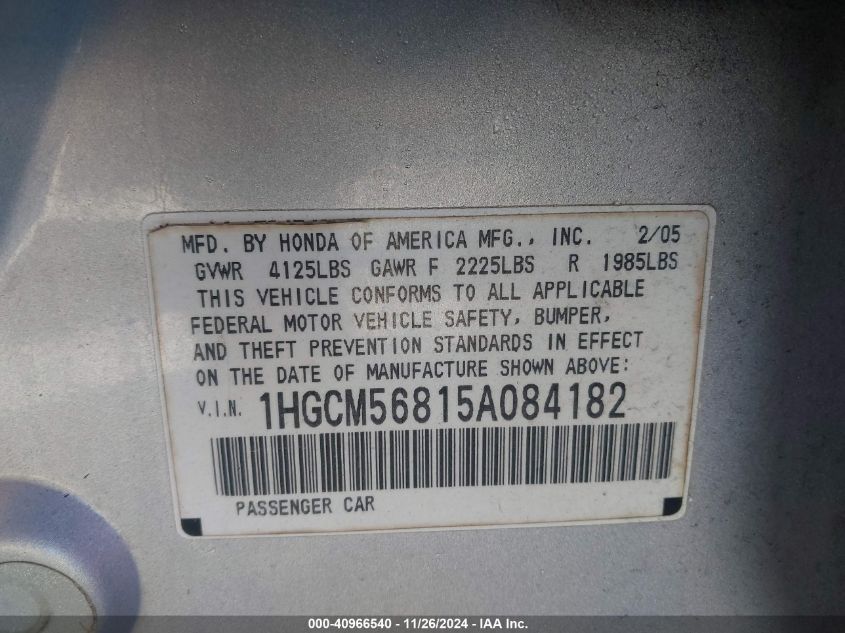 MFD. BY HONDA OF AMERICA MFG., INC. 2/05
GVWR 4125LBS GAWR F 2225LBS R 1985LBS
THIS VEHICLE CONFORMS TO ALL APPLICABLE
FEDERAL MOTOR VEHICLE SAFETY, BUMPER,
AND THEFT PREVENTION STANDARDS IN EFFECT
ON THE DATE OF MANUFACTURE SHOWN ABOVE:
V.I.N. 1HGCM56815A084182
PASSENGER CAR
000-40966540 - 11/26/2024 - IAA Inc.